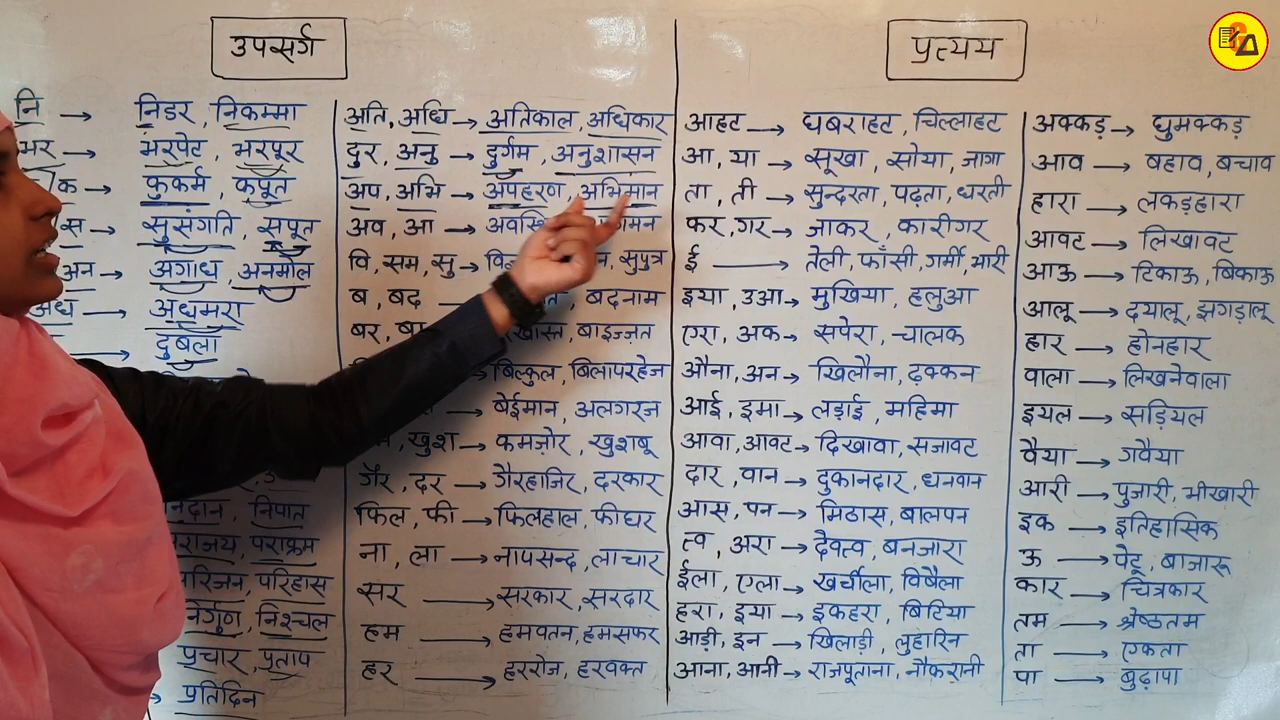 उपसर्ग
नि → निडर, निकम्मा
भर → भरपेट, भरपूर
क → कुकर्म, कपूत
स → सुसंगति, सपूत
अन → अगाध, अनमोल
अध → अधमरा
→ दुबला
निपात
पराक्रम
परिजन, परिहास
निर्गुण, निश्चल
प्रचार, प्रताप
प्रतिदिन
अति, अधि → अतिकाल, अधिकार
दुर, अनु → दुर्गम, अनुशासन
अप, अभि → अपहरण, अभिमान
अव, आ →
वि, सम, सु → सुपुत्र
ब, बद → बदनाम
बर, बाइज्ज़त
→ बिल्कुल, बिलापरहेज
→ बेईमान, अलगरज
खुश → कमज़ोर, खुशबू
गैर, दर → गैरहाजिर, दरकार
फिल, फी → फिलहाल, फीघर
ना, ला → नापसन्द, लाचार
सर → सरकार, सरदार
हम → हमवतन, हमसफर
हर → हररोज, हरवक्त
प्रत्यय
आहट → घबराहट, चिल्लाहट
आ, या → सूखा, सोया, जागा
ता, ती → सुन्दरता, पढ़ता, धरती
कर, गर → जाकर, कारीगर
ई → तेली, फाँसी, गर्मी, भारी
इया, उआ → मुखिया, हलुआ
एरा, अक → सपेरा, चालक
औना, अन → खिलौना, ढ़क्कन
आई, इमा → लड़ाई, महिमा
आवा, आवट → दिखावा, सजावट
दार, वान → दुकानदार, धनवान
आस, पन → मिठास, बालपन
त्व, अरा → देवत्व, बनजारा
ईला, एला → खर्चीला, विषैला
हरा, इया → इकहरा, बिटिया
आड़ी, इन → खिलाड़ी, लुहारिन
आना, आनी → राजपूताना, नौकरानी
अक्कड़ → घुमक्कड़
आव → बहाव, बचाव
हारा → लकड़हारा
आवट → लिखावट
आऊ → टिकाऊ, बिकाऊ
आलू → दयालू, झगड़ालू
हार → होनहार
वाला → लिखनेवाला
इयल → सड़ियल
वैया → गवैया
आरी → पुजारी, भीखारी
इक → इतिहासिक
ऊ → पेटू, बाजारू
कार → चित्रकार
तम → श्रेष्ठतम
ता → एकता
पा → बुढ़ापा